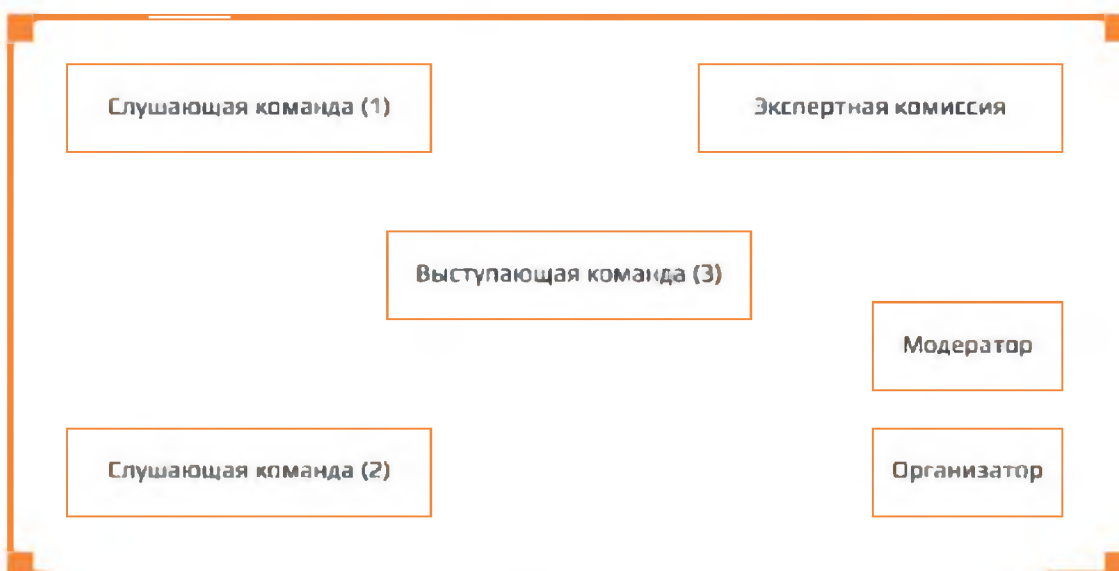 Слушающая команда (1)
Экспертная комиссия
Выступающая команда (3)
Модератор
Слушающая команда (2)
Организатор